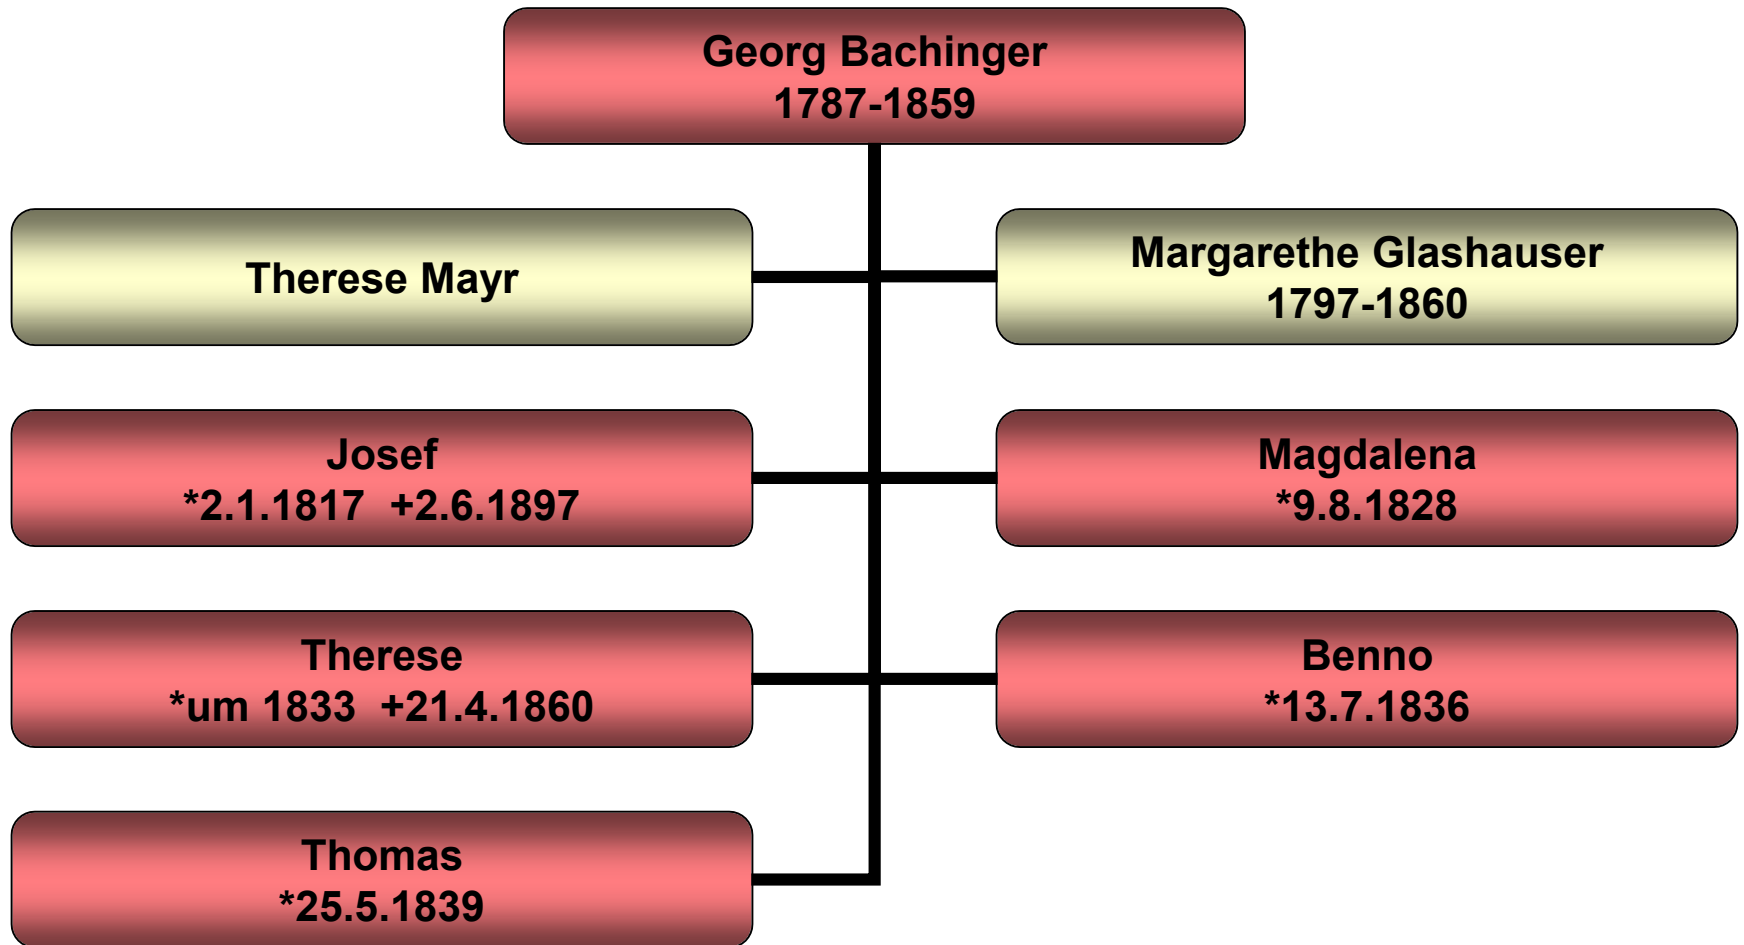 Georg Bachinger
1787-1859
Therese Mayr
Margarethe Glashauser
1797-1860
Josef
*2.1.1817  +2.6.1897
Magdalena
*9.8.1828
Therese
*um 1833  +21.4.1860
Benno
*13.7.1836
Thomas
*25.5.1839